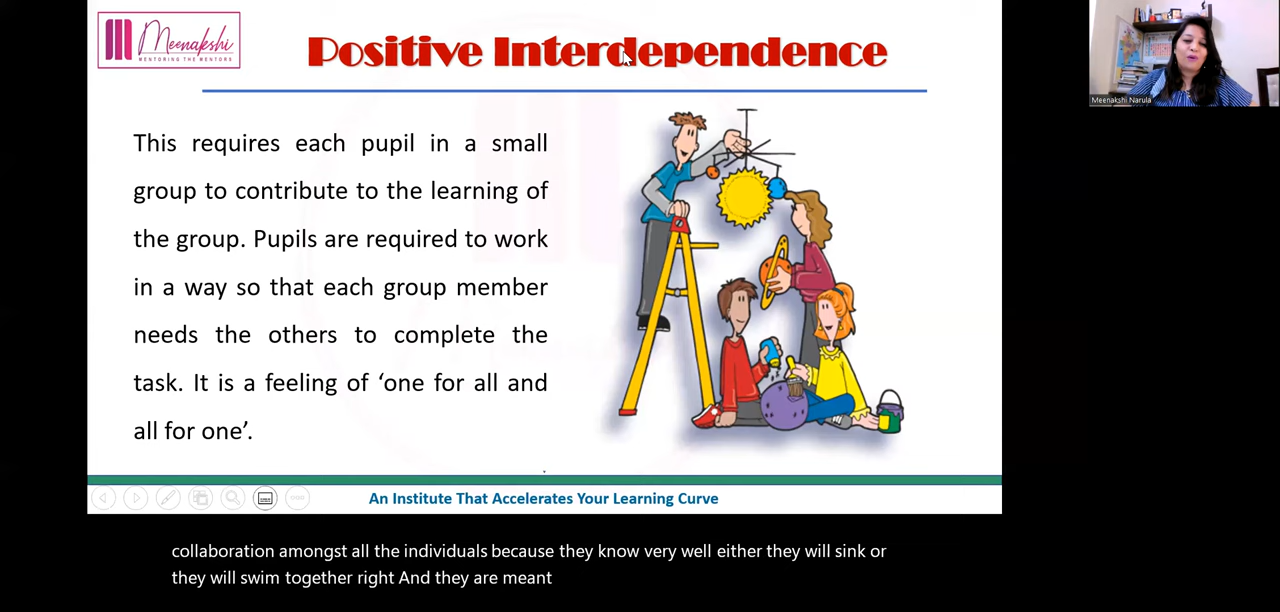 Meenakshi
MENTORING THE MENTORS
Positive Interdependence
Meenakshi Narula
This requires each pupil in a small
group to contribute to the learning of
the group. Pupils are required to work
in a way so that each group member
needs the others to complete the
task. It is a feeling of ‘one for all and
all for one’.
An Institute That Accelerates Your Learning Curve
collaboration amongst all the individuals because they know very well either they will sink or
they will swim together right And they are meant